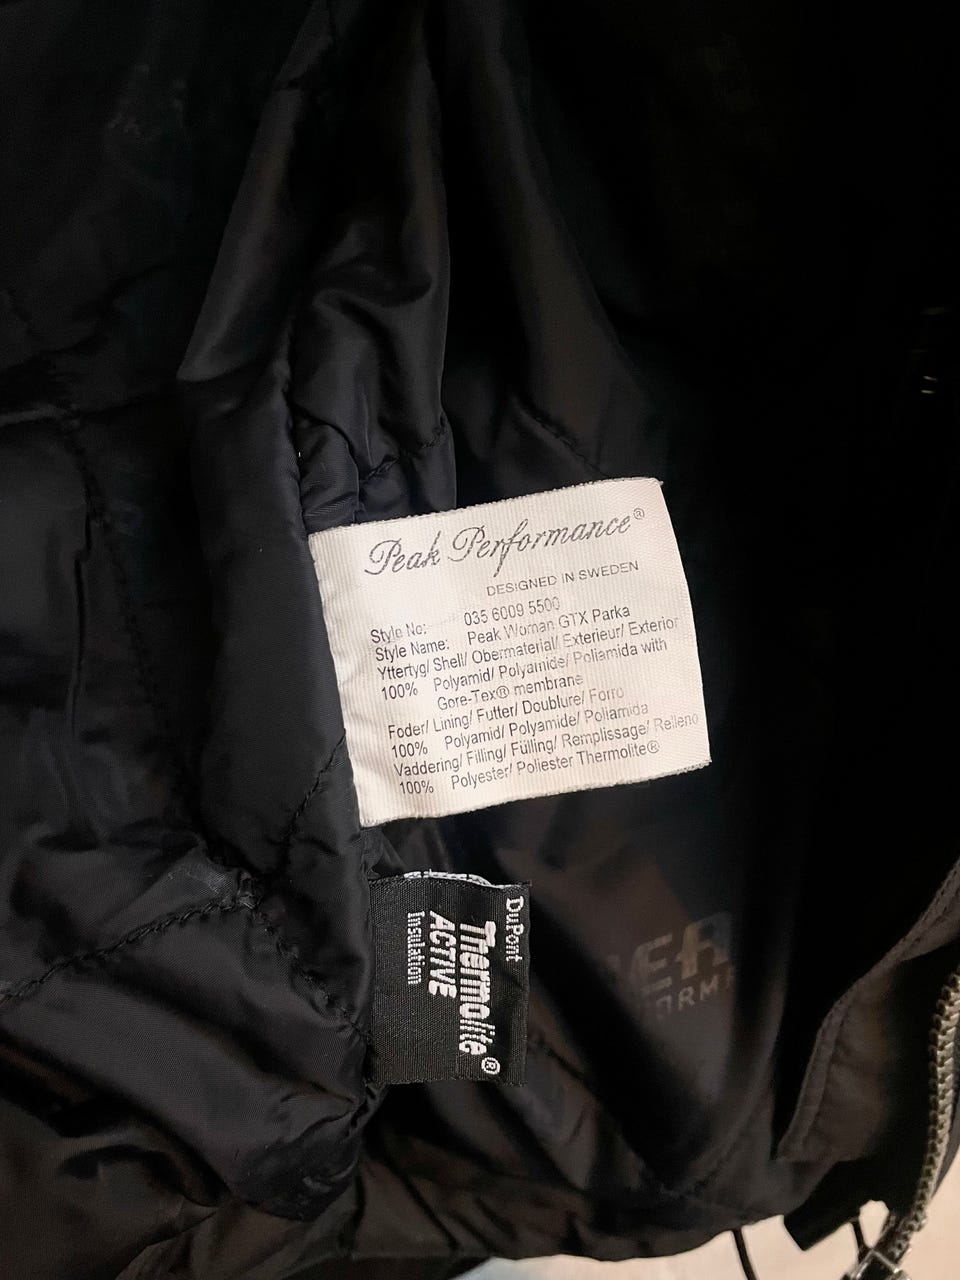 Peak Performance®
DESIGNED IN SWEDEN
Style No: 035 6009 5500
Style Name: Peak Woman GTX Parka
Yttertyg/ Shell/ Obermaterial/ Exterieur/ Exterior
100% Polyamid/ Polyamide/ Poliamida with
Gore-Tex® membrane
Foder/ Lining/ Futter/ Doublure/ Forro
100% Polyamid/ Polyamide/ Poliamida
Vaddering/ Filling/ Fülling/ Remplissage/ Relleno
100% Polyester/ Poliester Thermolite®
DuPont
Thermolite®
ACTIVE
Insulation